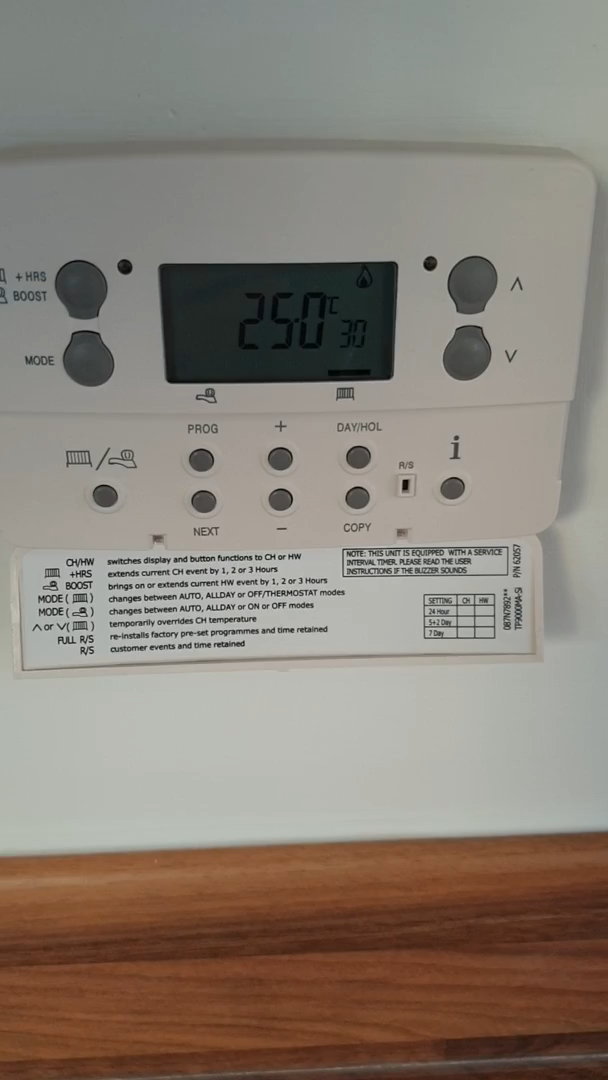 + HRS
BOOST
MODE
25.0°C
30
PROG
+
DAY/HOL
R/S
i
NEXT
−
COPY
CH/HW switches display and button functions to CH or HW
+HRS extends current CH event by 1, 2 or 3 Hours
BOOST brings on or extends current HW event by 1, 2 or 3 Hours
MODE ( ) changes between AUTO, ALLDAY or OFF/THERMOSTAT modes
MODE ( ) changes between AUTO, ALLDAY or ON or OFF modes
∧ or ∨ ( ) temporarily overrides CH temperature
FULL R/S re-installs factory pre-set programmes and time retained
R/S customer events and time retained
NOTE: THIS UNIT IS EQUIPPED WITH A SERVICE
INTERVAL TIMER. PLEASE READ THE USER
INSTRUCTIONS IF THE BUZZER SOUNDS
SETTING CH HW
24 Hour
5+2 Day
7 Day
087N7892**
TP9000MA-SI
P/N 62057